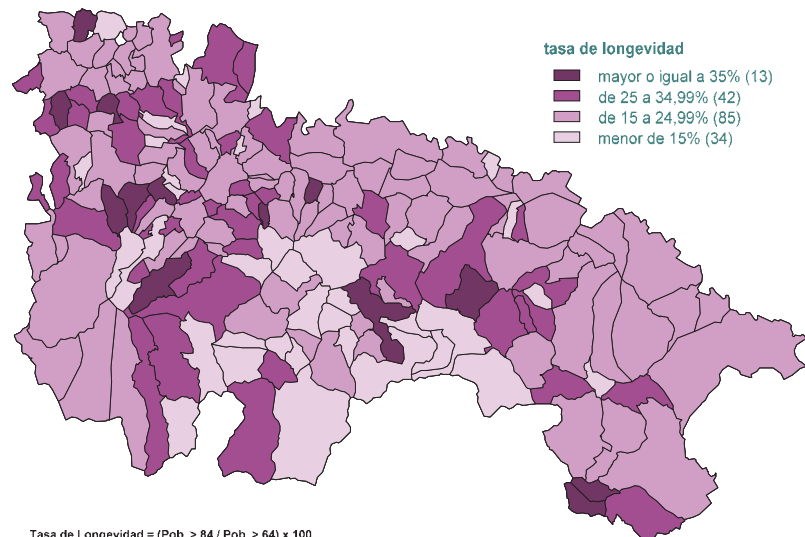 tasa de longevidad
mayor o igual a 35% (13)
de 25 a 34,99% (42)
de 15 a 24,99% (85)
menor de 15% (34)
Tasa de Longevidad = (Pob. > 84 / Pob. > 64) x 100